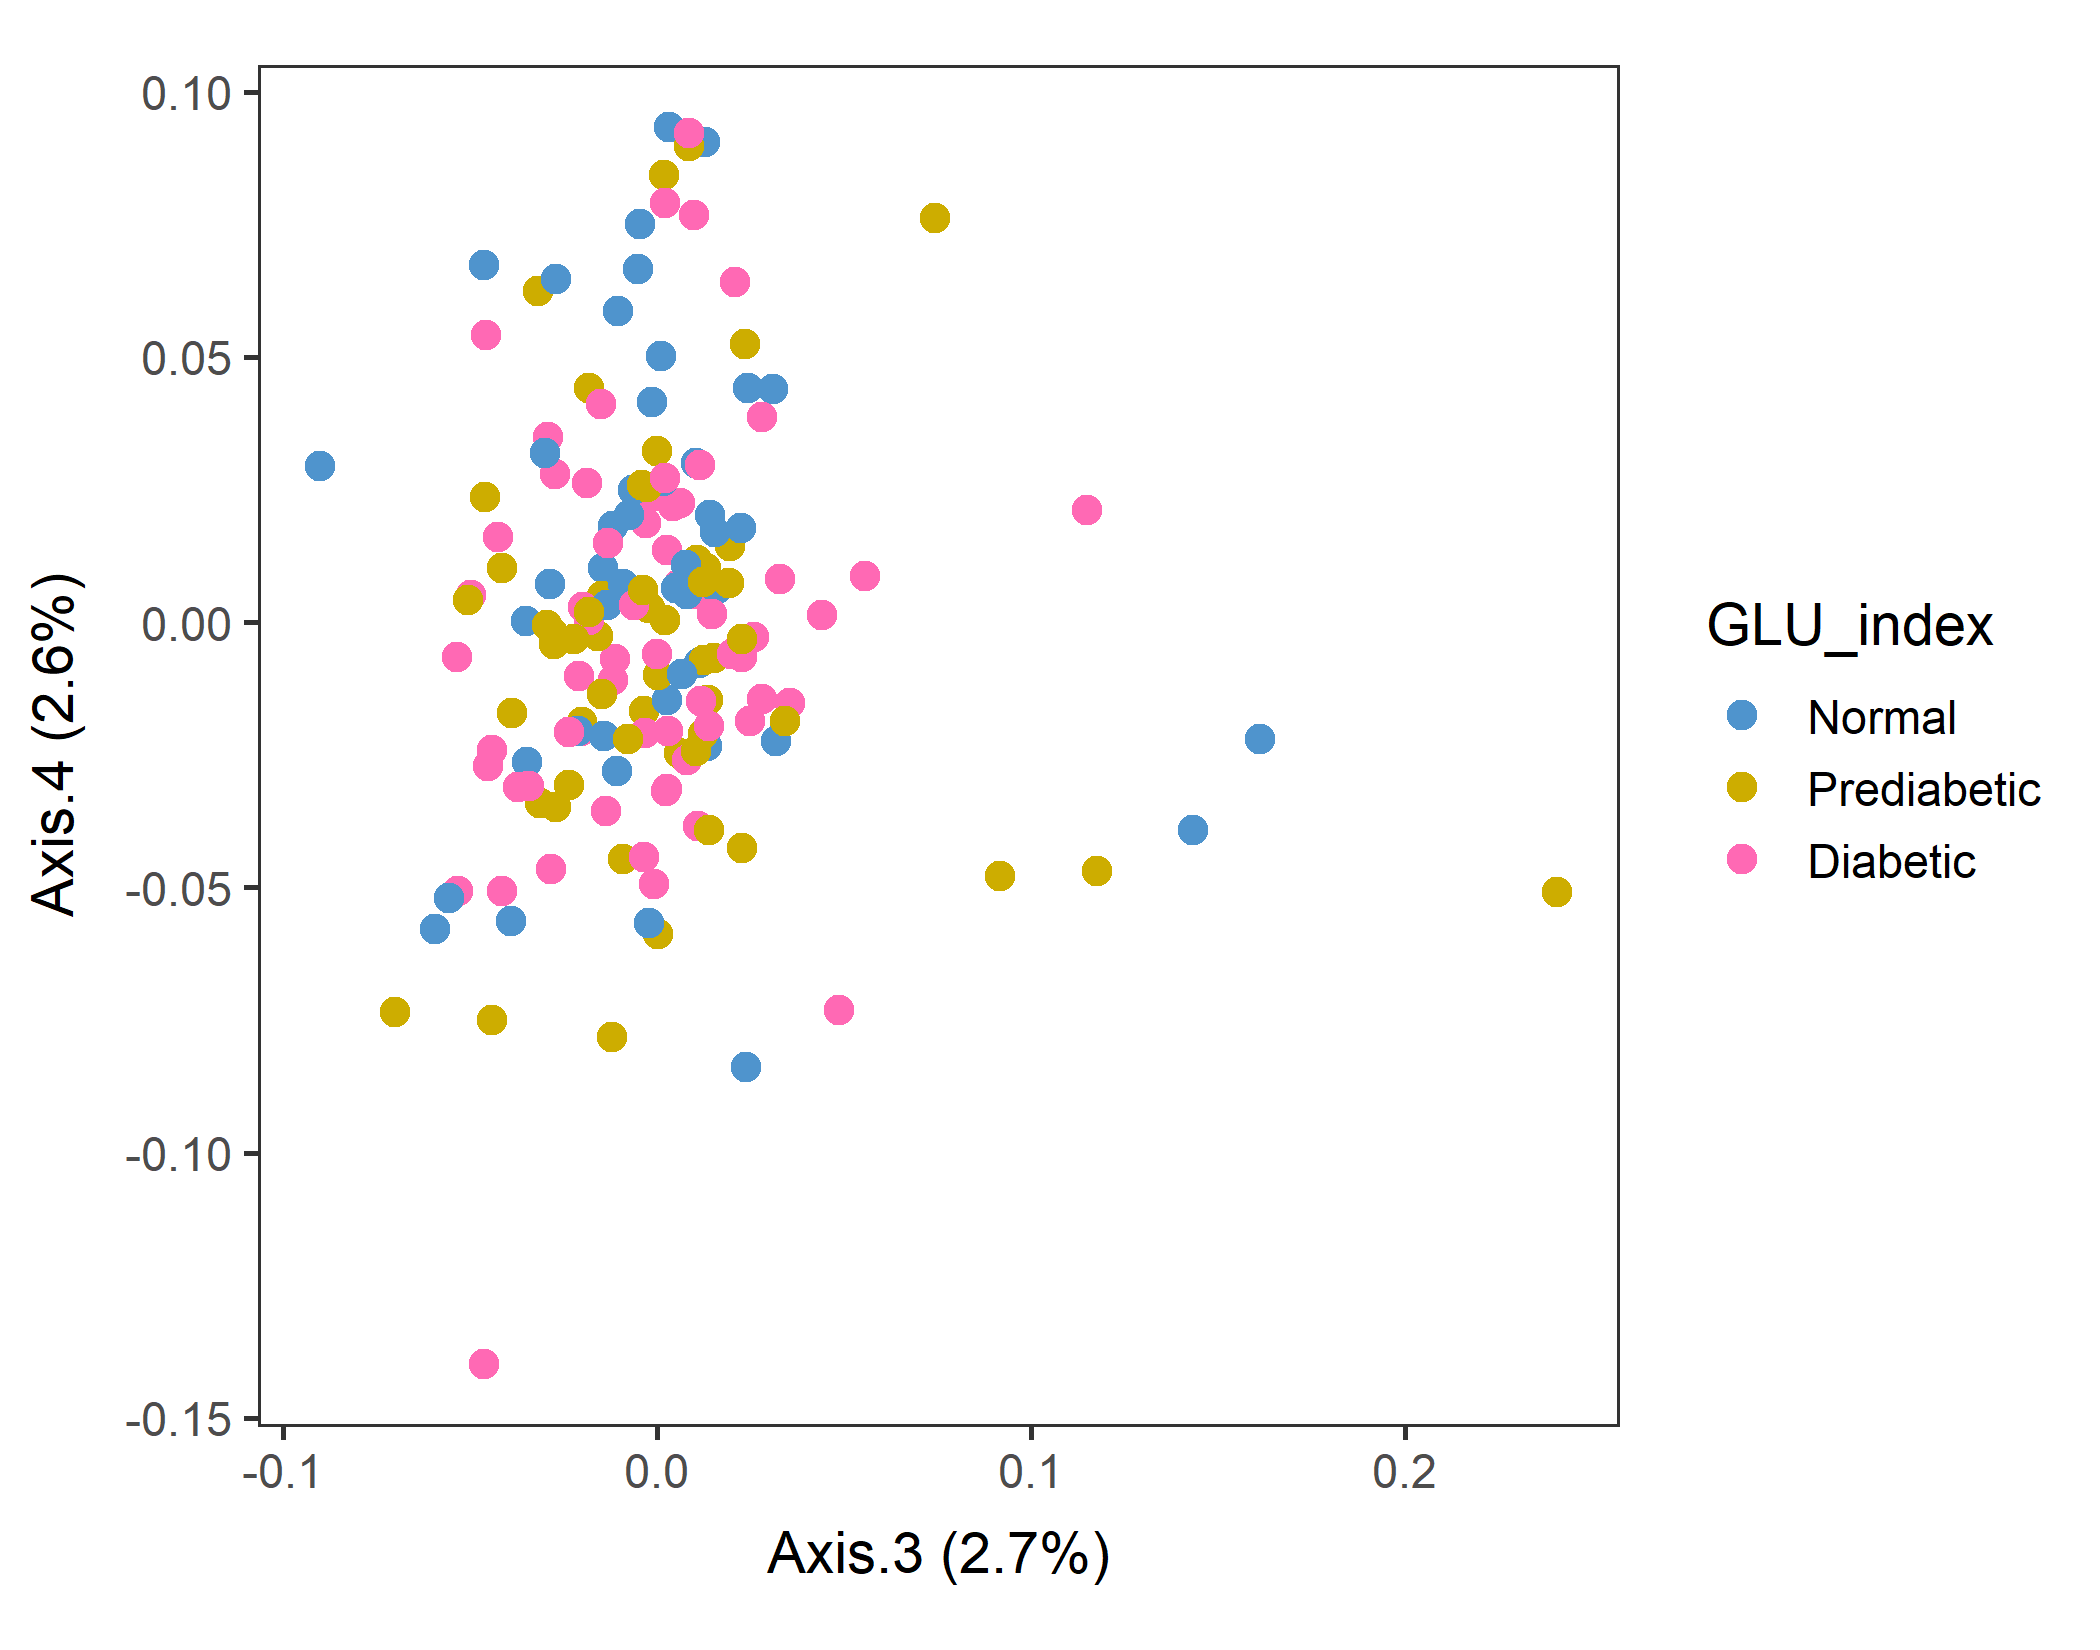 0.10
0.05
0.00
-0.05
-0.10
-0.15
-0.1
0.0
0.1
0.2
Axis.3 (2.7%)
Axis.4 (2.6%)
GLU_index
Normal
Prediabetic
Diabetic